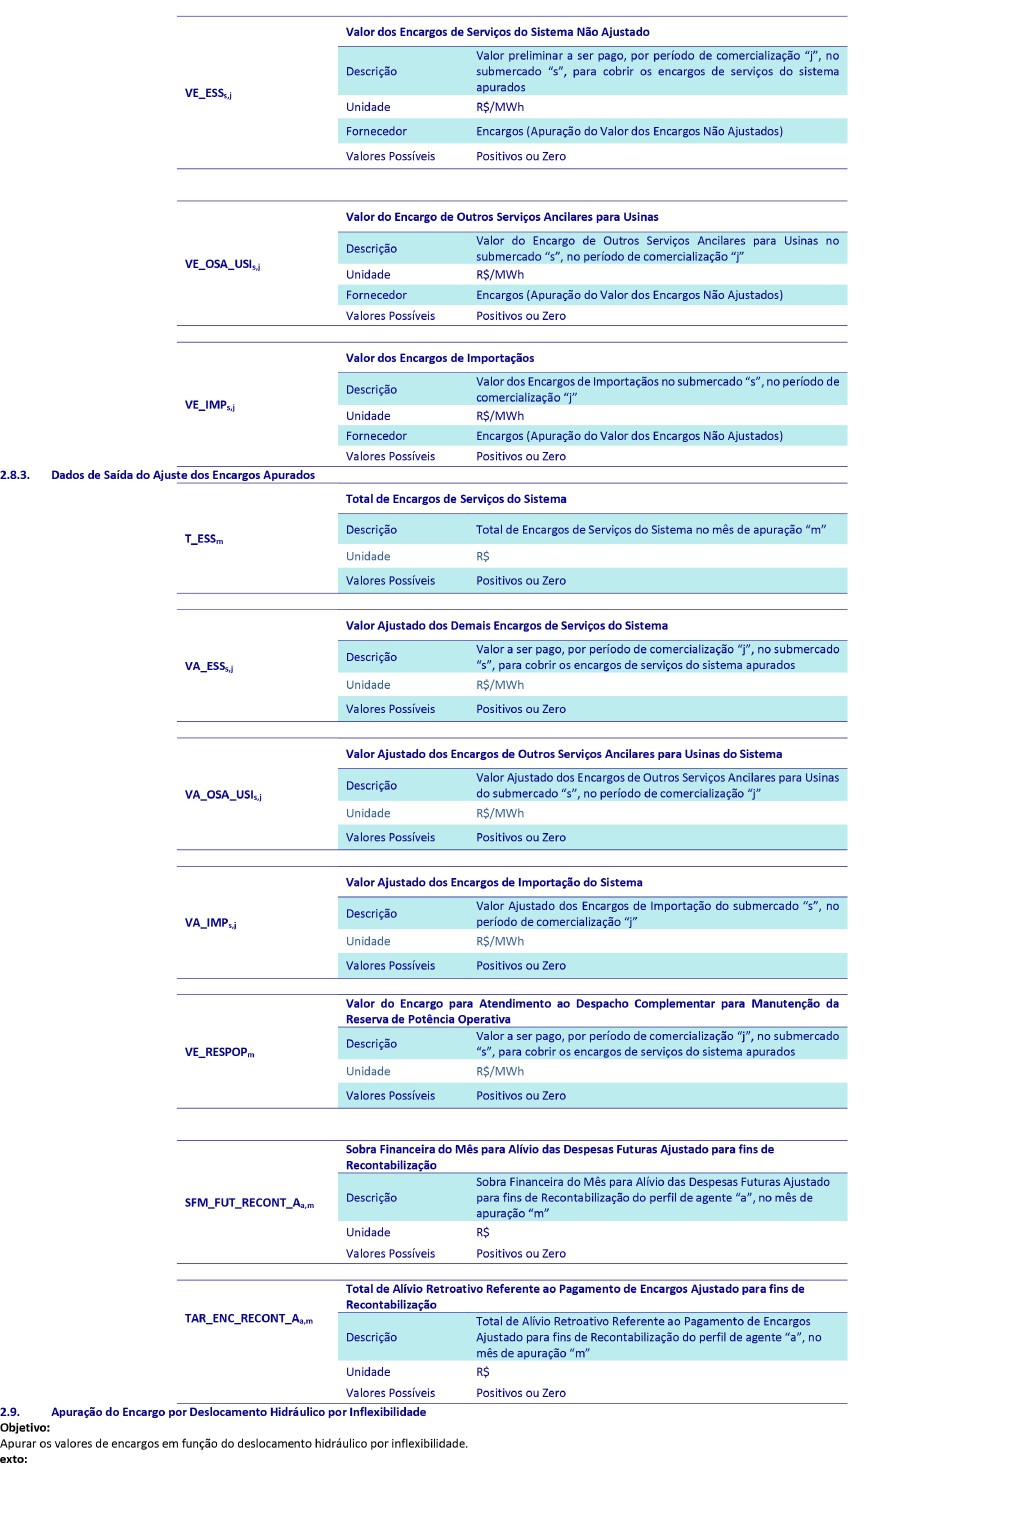 Valor dos Encargos de Serviços do Sistema Não Ajustado
VE_ESSs,j
Descrição
Valor preliminar a ser pago, por período de comercialização “j”, no
submercado “s”, para cobrir os encargos de serviços do sistema
apurados
Unidade R$/MWh
Fornecedor Encargos (Apuração do Valor dos Encargos Não Ajustados)
Valores Possíveis Positivos ou Zero
Valor do Encargo de Outros Serviços Ancilares para Usinas
VE_OSA_USIs,j
Descrição
Valor do Encargo de Outros Serviços Ancilares para Usinas no
submercado “s”, no período de comercialização “j”
Unidade R$/MWh
Fornecedor Encargos (Apuração do Valor dos Encargos Não Ajustados)
Valores Possíveis Positivos ou Zero
Valor dos Encargos de Importaçãos
VE_IMPs,j
Descrição
Valor dos Encargos de Importaçãos no submercado “s”, no período de
comercialização “j”
Unidade R$/MWh
Fornecedor Encargos (Apuração do Valor dos Encargos Não Ajustados)
Valores Possíveis Positivos ou Zero
2.8.3. Dados de Saída do Ajuste dos Encargos Apurados
Total de Encargos de Serviços do Sistema
T_ESSm
Descrição Total de Encargos de Serviços do Sistema no mês de apuração “m”
Unidade R$
Valores Possíveis Positivos ou Zero
Valor Ajustado dos Demais Encargos de Serviços do Sistema
VA_ESSs,j
Descrição
Valor a ser pago, por período de comercialização “j”, no submercado
“s”, para cobrir os encargos de serviços do sistema apurados
Unidade R$/MWh
Valores Possíveis Positivos ou Zero
Valor Ajustado dos Encargos de Outros Serviços Ancilares para Usinas do Sistema
VA_OSA_USIs,j
Descrição
Valor Ajustado dos Encargos de Outros Serviços Ancilares para Usinas
do submercado “s”, no período de comercialização “j”
Unidade R$/MWh
Valores Possíveis Positivos ou Zero
Valor Ajustado dos Encargos de Importação do Sistema
VA_IMPs,j
Descrição
Valor Ajustado dos Encargos de Importação do submercado “s”, no
período de comercialização “j”
Unidade R$/MWh
Valores Possíveis Positivos ou Zero
Valor do Encargo para Atendimento ao Despacho Complementar para Manutenção da
Reserva de Potência Operativa
VE_RESPOPm
Descrição
Valor a ser pago, por período de comercialização “j”, no submercado
“s”, para cobrir os encargos de serviços do sistema apurados
Unidade R$/MWh
Valores Possíveis Positivos ou Zero
Sobra Financeira do Mês para Alívio das Despesas Futuras Ajustado para fins de
Recontabilização
SFM_FUT_RECONT_Aa,m
Descrição
Sobra Financeira do Mês para Alívio das Despesas Futuras Ajustado
para fins de Recontabilização do perfil de agente “a”, no mês de
apuração “m”
Unidade R$
Valores Possíveis Positivos ou Zero
Total de Alívio Retroativo Referente ao Pagamento de Encargos Ajustado para fins de
Recontabilização
TAR_ENC_RECONT_Aa,m
Descrição
Total de Alívio Retroativo Referente ao Pagamento de Encargos
Ajustado para fins de Recontabilização do perfil de agente “a”, no
mês de apuração “m”
Unidade R$
Valores Possíveis Positivos ou Zero
2.9. Apuração do Encargo por Deslocamento Hidráulico por Inflexibilidade
Objetivo:
Apurar os valores de encargos em função do deslocamento hidráulico por inflexibilidade.
exto: